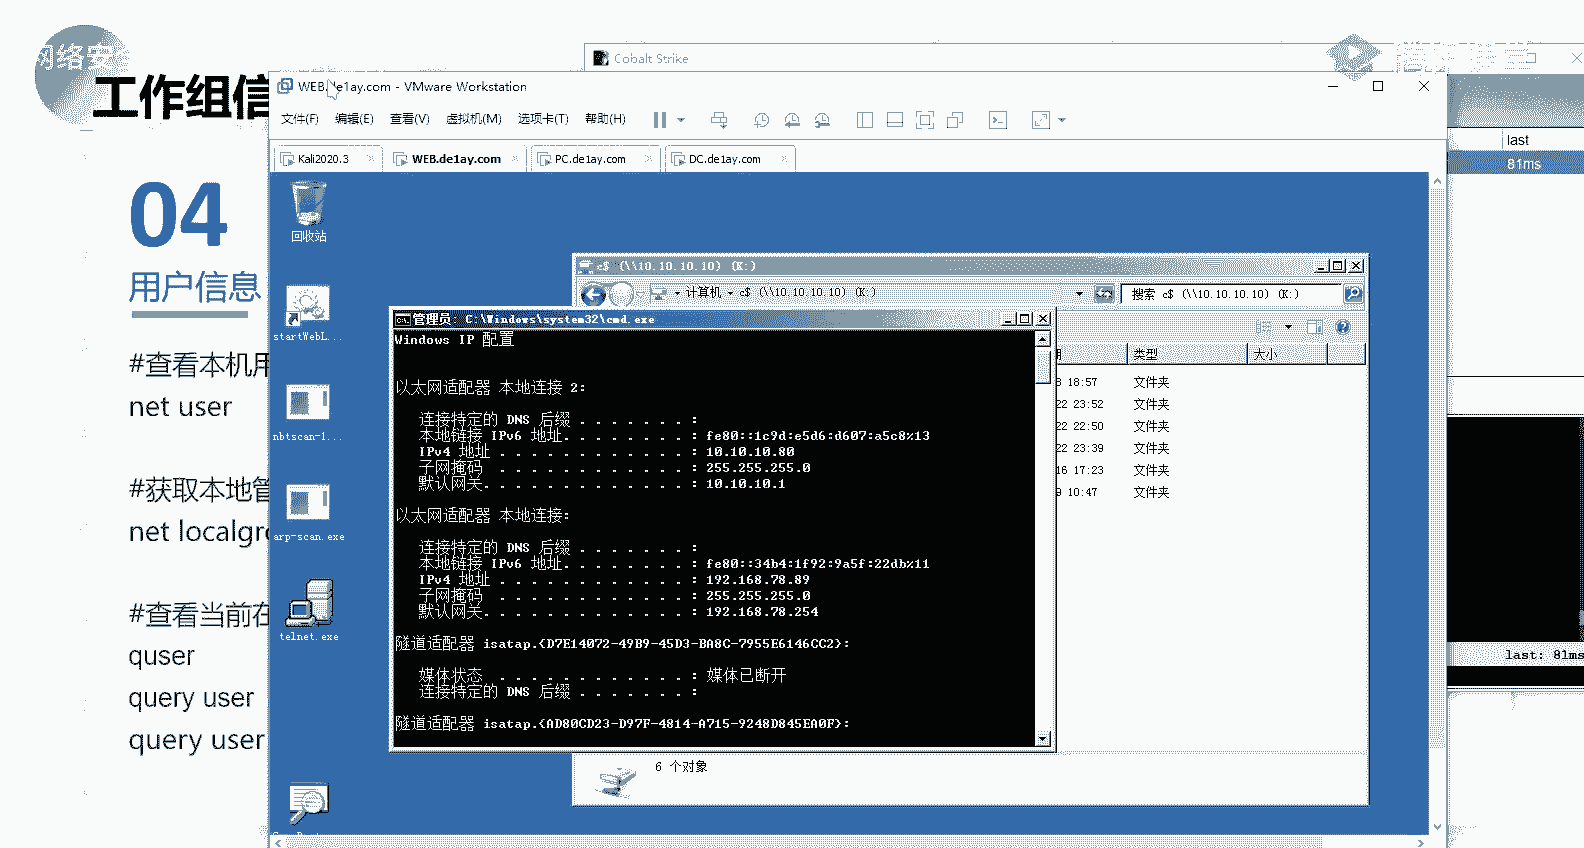 网络安
工作组信
Cobalt Strike
WEB.de1ay.com - VMware Workstation
文件(F) 编辑(E) 查看(V) 虚拟机(M) 选项卡(T) 帮助(H)
Kali2020.3 WEB.de1ay.com PC.de1ay.com DC.de1ay.com
last
81ms
04
用户信息
#查看本机用
net user
#获取本地管
net localgro
#查看当前在
quser
query user
query user
回收站
startWebL...
nbtscan-1...
arp-scan.exe
telnet.exe
c$ (\\10.10.10.10) (K:)
计算机 c$ (\\10.10.10.10) (K:)
搜索 c$ (\\10.10.10.10) (K:)
期 类型 大小
18:57 文件夹
22 23:52 文件夹
22 22:50 文件夹
22 23:39 文件夹
16 17:23 文件夹
10:47 文件夹
6 个对象
管理员: C:\Windows\system32\cmd.exe
Windows IP 配置
以太网适配器 本地连接 2:
连接特定的 DNS 后缀 . . . . . . . :
本地链接 IPv6 地址. . . . . . . . : fe80::1c9d:e5d6:d607:a5c8%13
IPv4 地址 . . . . . . . . . . . . : 10.10.10.80
子网掩码 . . . . . . . . . . . . : 255.255.255.0
默认网关. . . . . . . . . . . . . : 10.10.10.1
以太网适配器 本地连接:
连接特定的 DNS 后缀 . . . . . . . :
本地链接 IPv6 地址. . . . . . . . : fe80::34b4:1f92:9a5f:22db%11
IPv4 地址 . . . . . . . . . . . . : 192.168.78.89
子网掩码 . . . . . . . . . . . . : 255.255.255.0
默认网关. . . . . . . . . . . . . : 192.168.78.254
隧道适配器 isatap.{D7E14072-49B9-45D3-BA8C-7955E6146CC2}:
媒体状态 . . . . . . . . . . . . : 媒体已断开
连接特定的 DNS 后缀 . . . . . . . :
隧道适配器 isatap.{AD80CD23-D97F-4814-A715-9248D845EA0F}:
last: 81ms